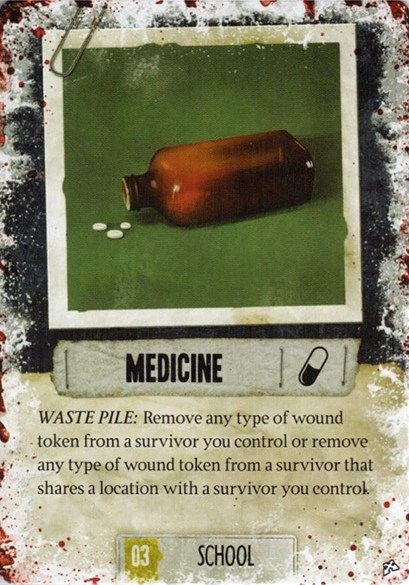 MEDICINE
WASTE PILE: Remove any type of wound
token from a survivor you control or remove
any type of wound token from a survivor that
shares a location with a survivor you control.
03 SCHOOL